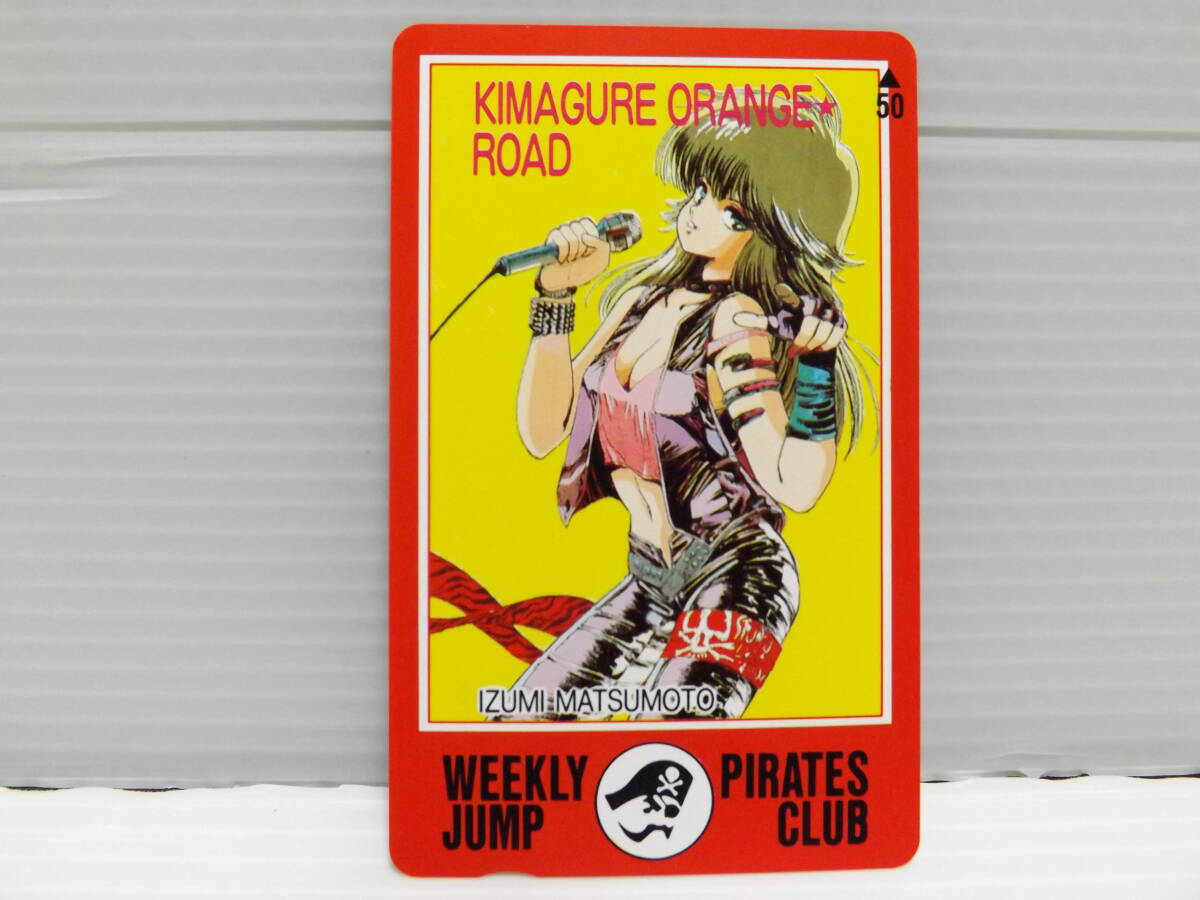 KIMAGURE ORANGE★
ROAD
50
IZUMI MATSUMOTO
WEEKLY
JUMP
PIRATES
CLUB